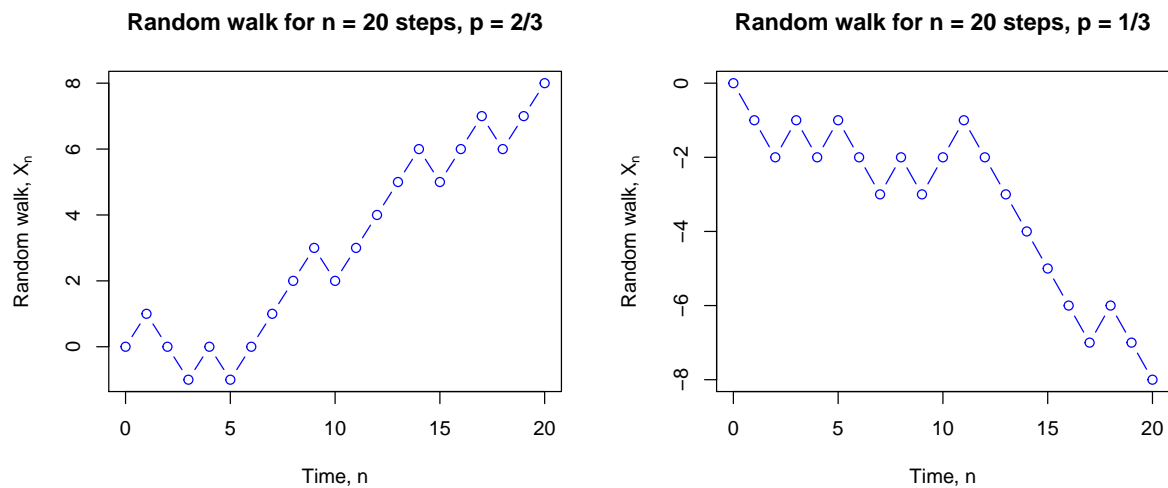 Random walk for n = 20 steps, p = 2/3
Random walk, Xₙ
8
6
4
2
0
0 5 10 15 20
Time, n
Random walk for n = 20 steps, p = 1/3
Random walk, Xₙ
0
−2
−4
−6
−8
0 5 10 15 20
Time, n